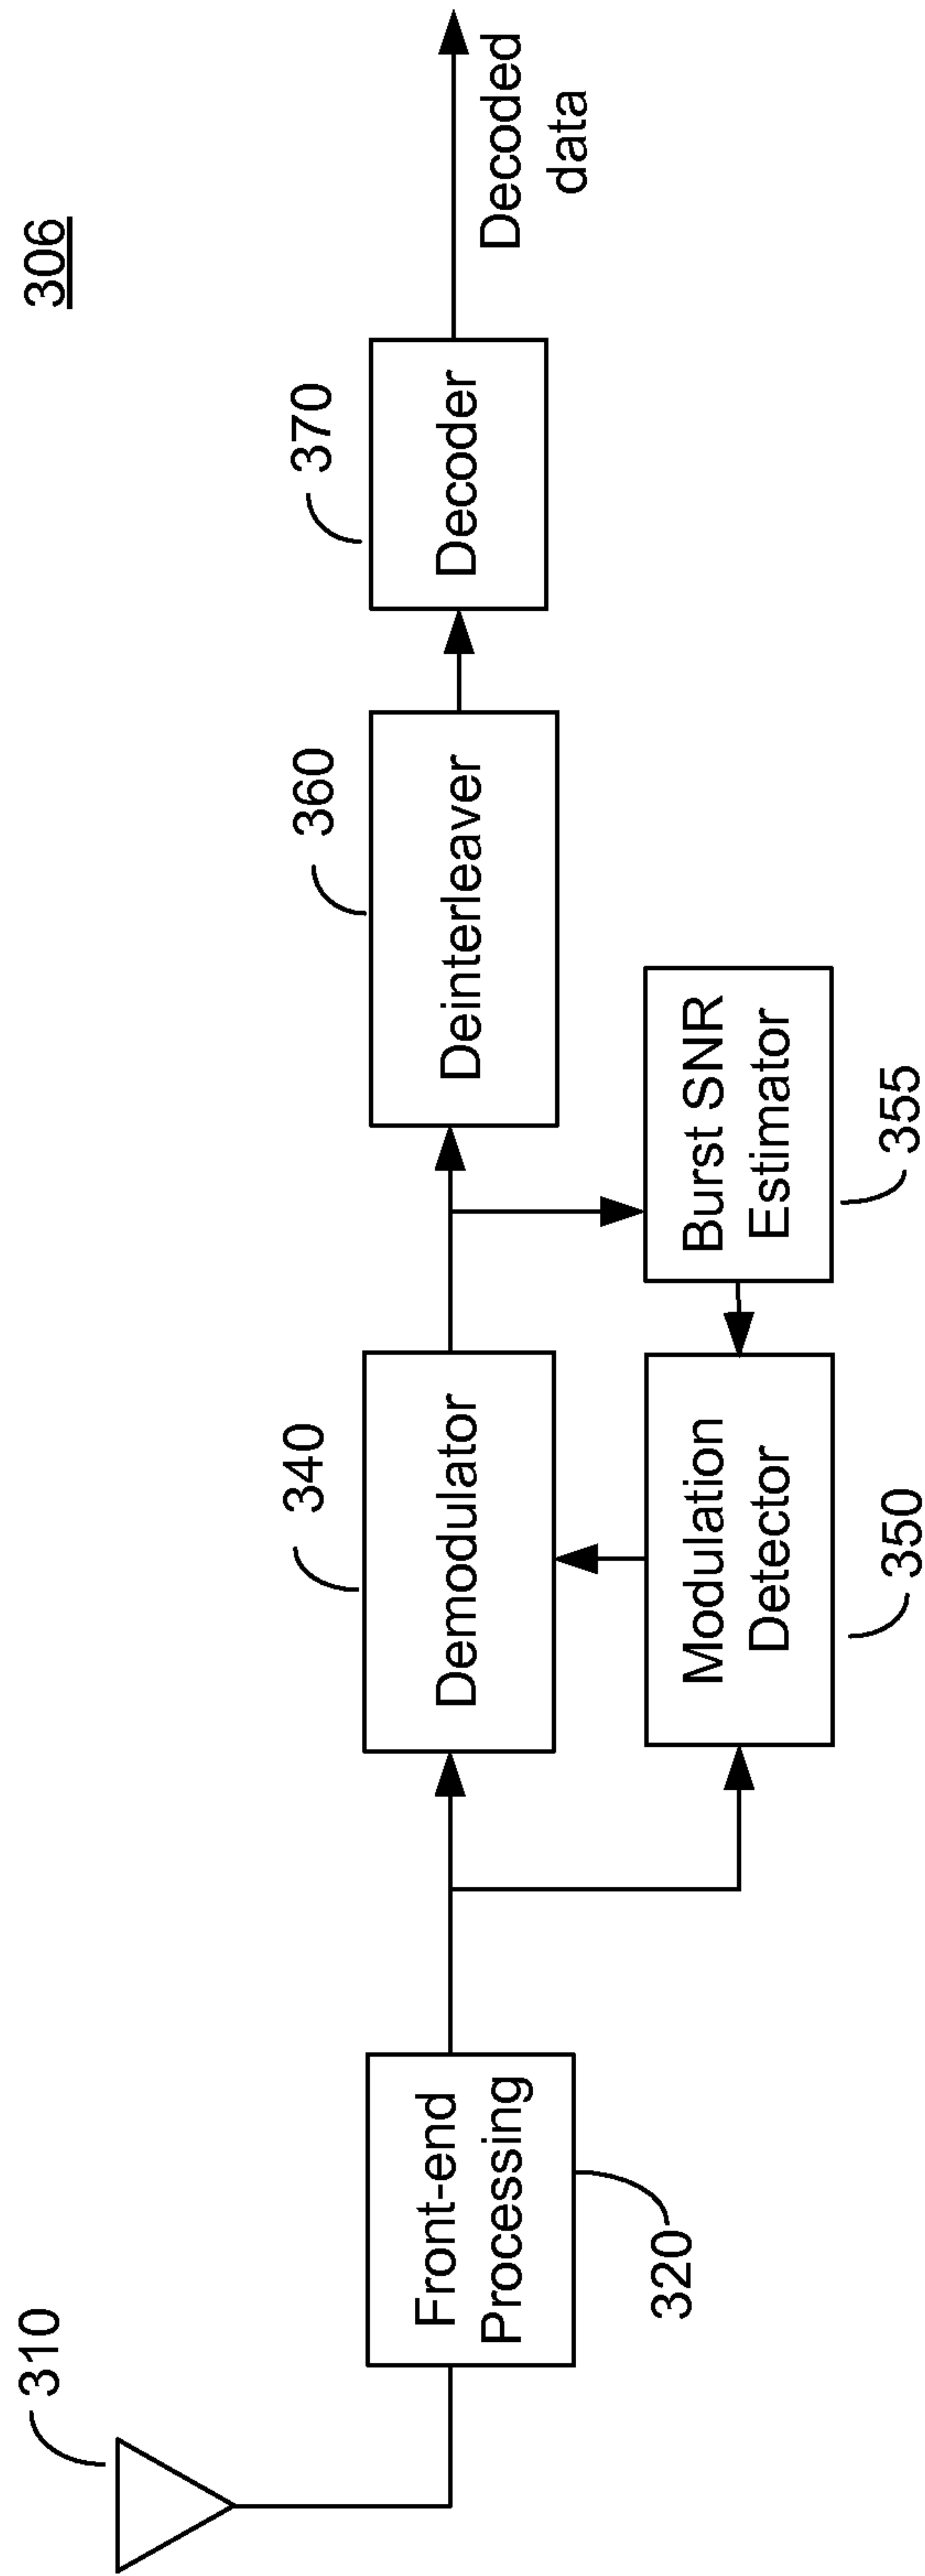 306
310
Front-end
Processing
320
340
Demodulator
Modulation
Detector
350
Burst SNR
Estimator
355
360
Deinterleaver
370
Decoder
Decoded
data